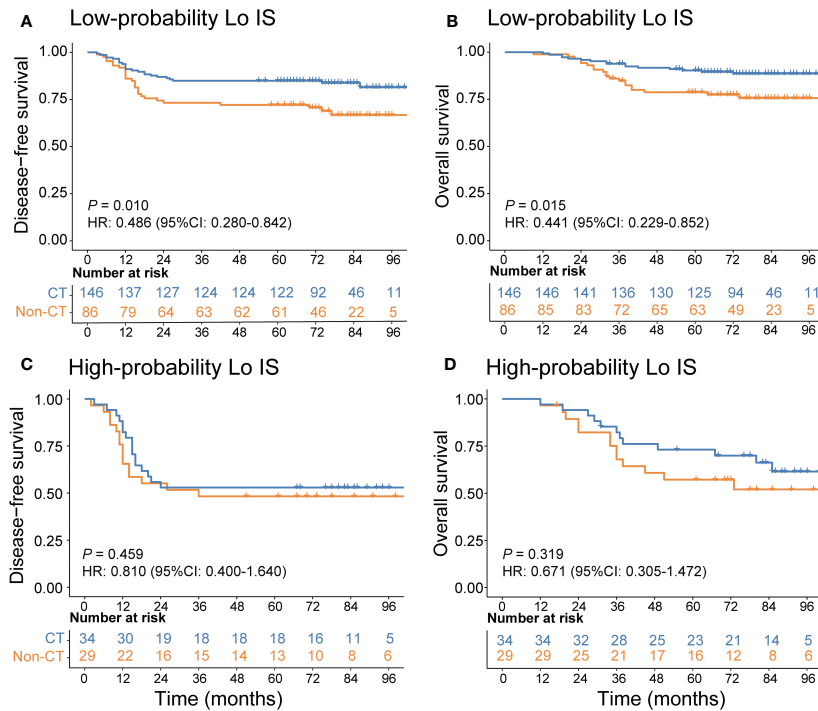 A Low-probability Lo IS
Disease-free survival
1.00
0.75
0.50
0.25
0.00
P = 0.010
HR: 0.486 (95%CI: 0.280-0.842)
0 12 24 36 48 60 72 84 96
Number at risk
CT 146 137 127 124 124 122 92 46 11
Non-CT 86 79 64 63 62 61 46 22 5
0 12 24 36 48 60 72 84 96
B Low-probability Lo IS
Overall survival
1.00
0.75
0.50
0.25
0.00
P = 0.015
HR: 0.441 (95%CI: 0.229-0.852)
0 12 24 36 48 60 72 84 96
Number at risk
146 146 141 136 130 125 94 46 11
86 85 83 72 65 63 49 23 5
0 12 24 36 48 60 72 84 96
C High-probability Lo IS
Disease-free survival
1.00
0.75
0.50
0.25
0.00
P = 0.459
HR: 0.810 (95%CI: 0.400-1.640)
0 12 24 36 48 60 72 84 96
Number at risk
CT 34 30 19 18 18 18 16 11 5
Non-CT 29 22 16 15 14 13 10 8 6
0 12 24 36 48 60 72 84 96
Time (months)
D High-probability Lo IS
Overall survival
1.00
0.75
0.50
0.25
0.00
P = 0.319
HR: 0.671 (95%CI: 0.305-1.472)
0 12 24 36 48 60 72 84 96
Number at risk
34 34 32 28 25 23 21 14 5
29 29 25 21 17 16 12 8 6
0 12 24 36 48 60 72 84 96
Time (months)